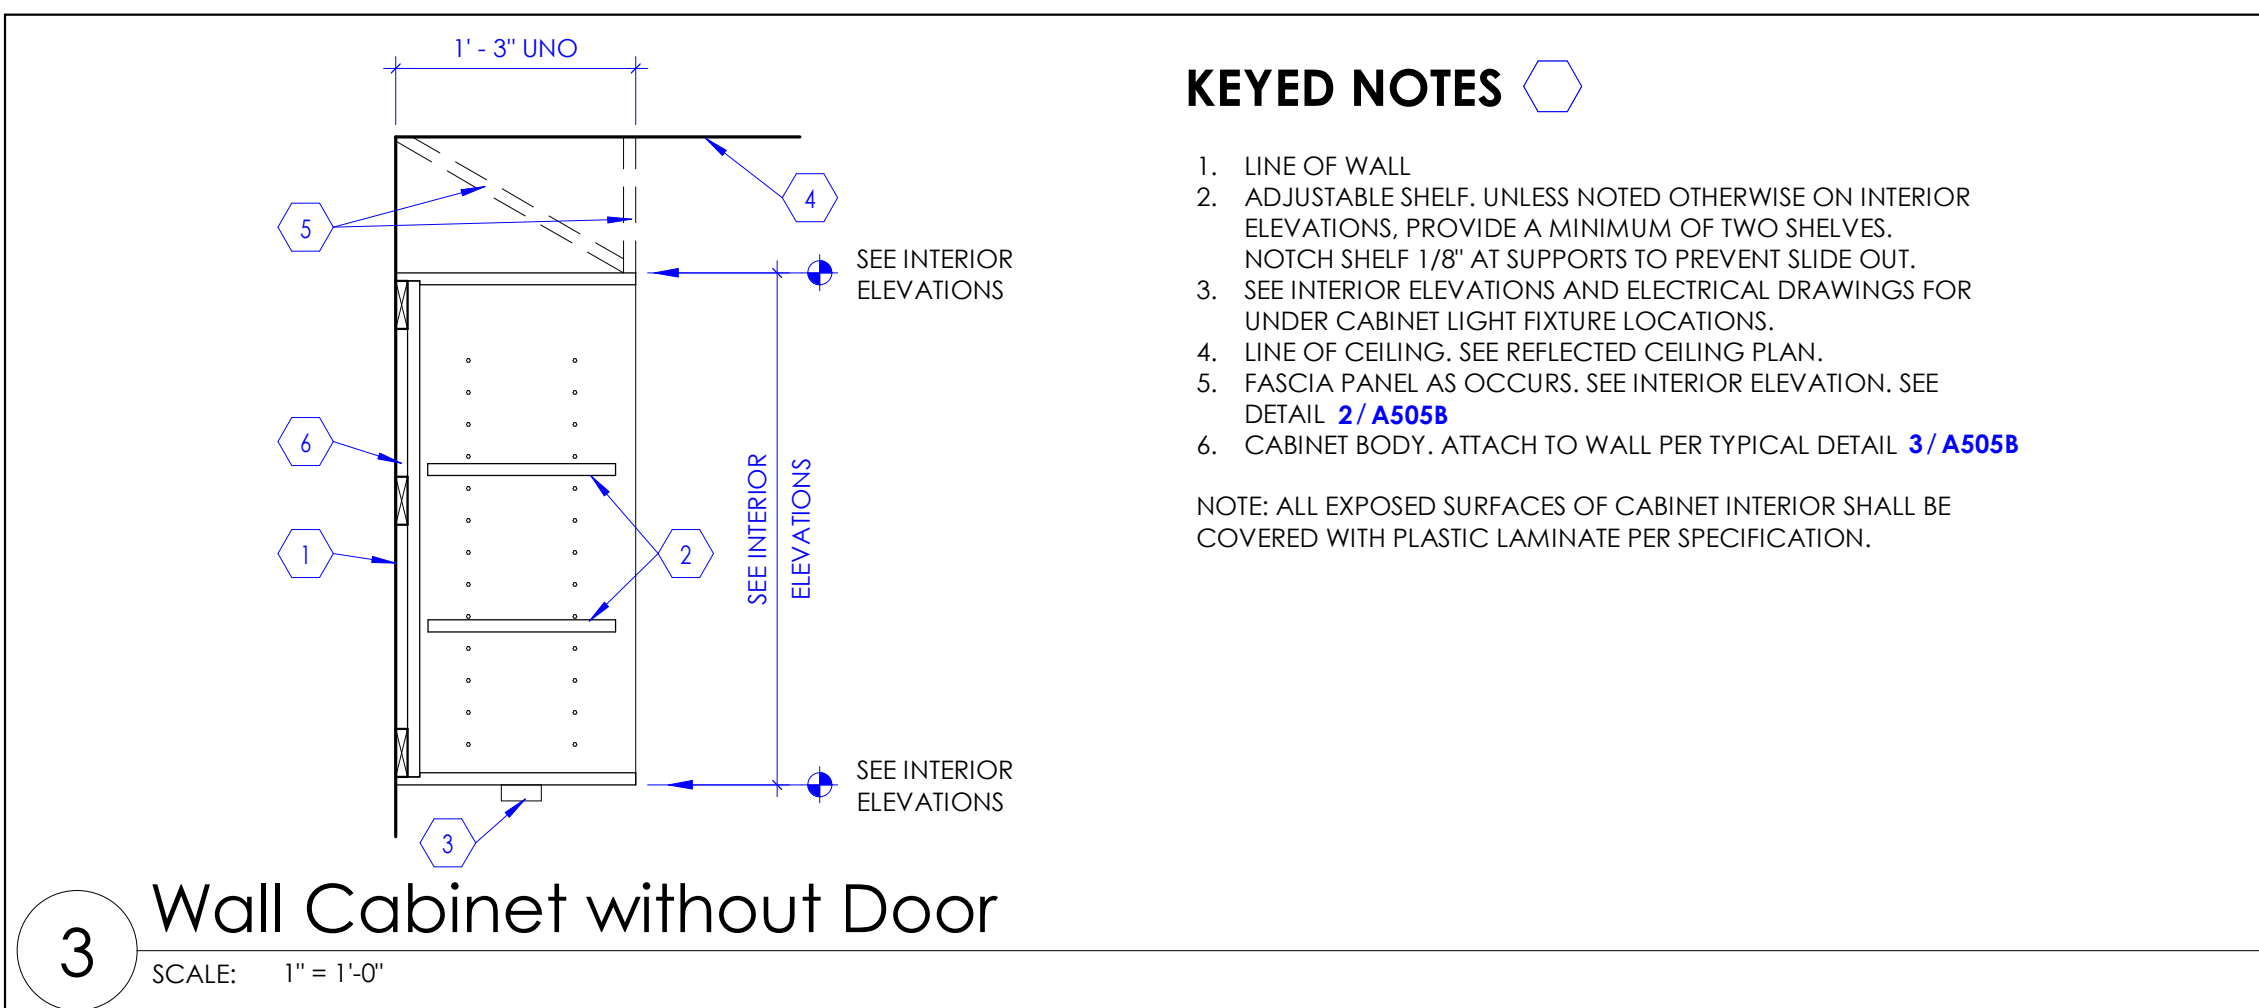 1' - 3" UNO
5
4
SEE INTERIOR
ELEVATIONS
6
1
2
SEE INTERIOR
ELEVATIONS
SEE INTERIOR
ELEVATIONS
3
KEYED NOTES
1. LINE OF WALL
2. ADJUSTABLE SHELF. UNLESS NOTED OTHERWISE ON INTERIOR
ELEVATIONS, PROVIDE A MINIMUM OF TWO SHELVES.
NOTCH SHELF 1/8" AT SUPPORTS TO PREVENT SLIDE OUT.
3. SEE INTERIOR ELEVATIONS AND ELECTRICAL DRAWINGS FOR
UNDER CABINET LIGHT FIXTURE LOCATIONS.
4. LINE OF CEILING. SEE REFLECTED CEILING PLAN.
5. FASCIA PANEL AS OCCURS. SEE INTERIOR ELEVATION. SEE
DETAIL 2/ A505B
6. CABINET BODY. ATTACH TO WALL PER TYPICAL DETAIL 3/ A505B
NOTE: ALL EXPOSED SURFACES OF CABINET INTERIOR SHALL BE
COVERED WITH PLASTIC LAMINATE PER SPECIFICATION.
3
Wall Cabinet without Door
SCALE: 1" = 1'-0"